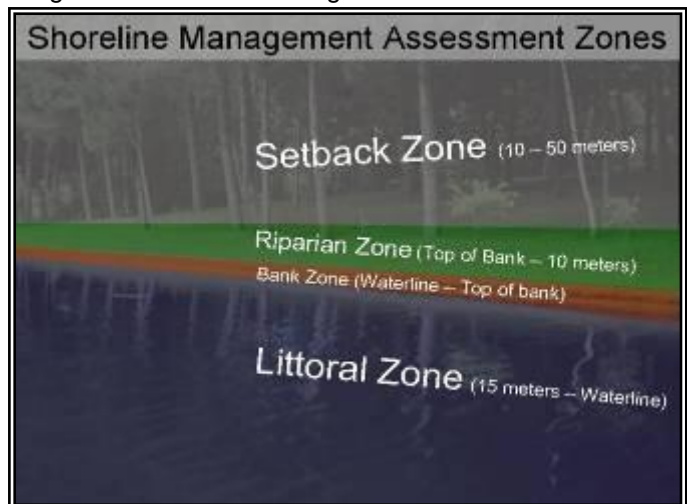 Shoreline Management Assessment Zones
Setback Zone (10 – 50 meters)
Riparian Zone (Top of Bank – 10 meters)
Bank Zone (Waterline – Top of bank)
Littoral Zone (15 meters – Waterline)